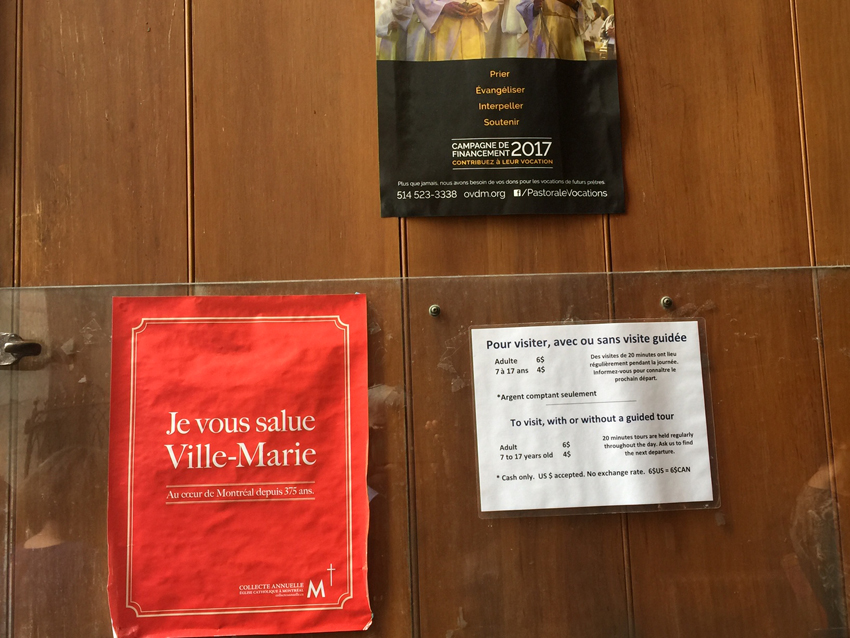 Prier
Évangéliser
Interpeller
Soutenir
CAMPAGNE DE
FINANCEMENT 2017
CONTRIBUEZ À LEUR VOCATION
Plus que jamais, nous avons besoin de vos dons pour les vocations de futurs prêtres.
514 523-3338 ovdm.org f/PastoraleVocations
Je vous salue
Ville-Marie
Au cœur de Montréal depuis 375 ans.
COLLECTE ANNUELLE
ÉGLISE CATHOLIQUE À MONTRÉAL
M
Pour visiter, avec ou sans visite guidée
Adulte 6$
7 à 17 ans 4$
Des visites de 20 minutes ont lieu
régulièrement pendant la journée.
Informez-vous pour connaître le
prochain départ.
*Argent comptant seulement
To visit, with or without a guided tour
Adult 6$
7 to 17 years old 4$
20 minutes tours are held regularly
throughout the day. Ask us to find
the next departure.
* Cash only. US $ accepted. No exchange rate. 6$US = 6$CAN